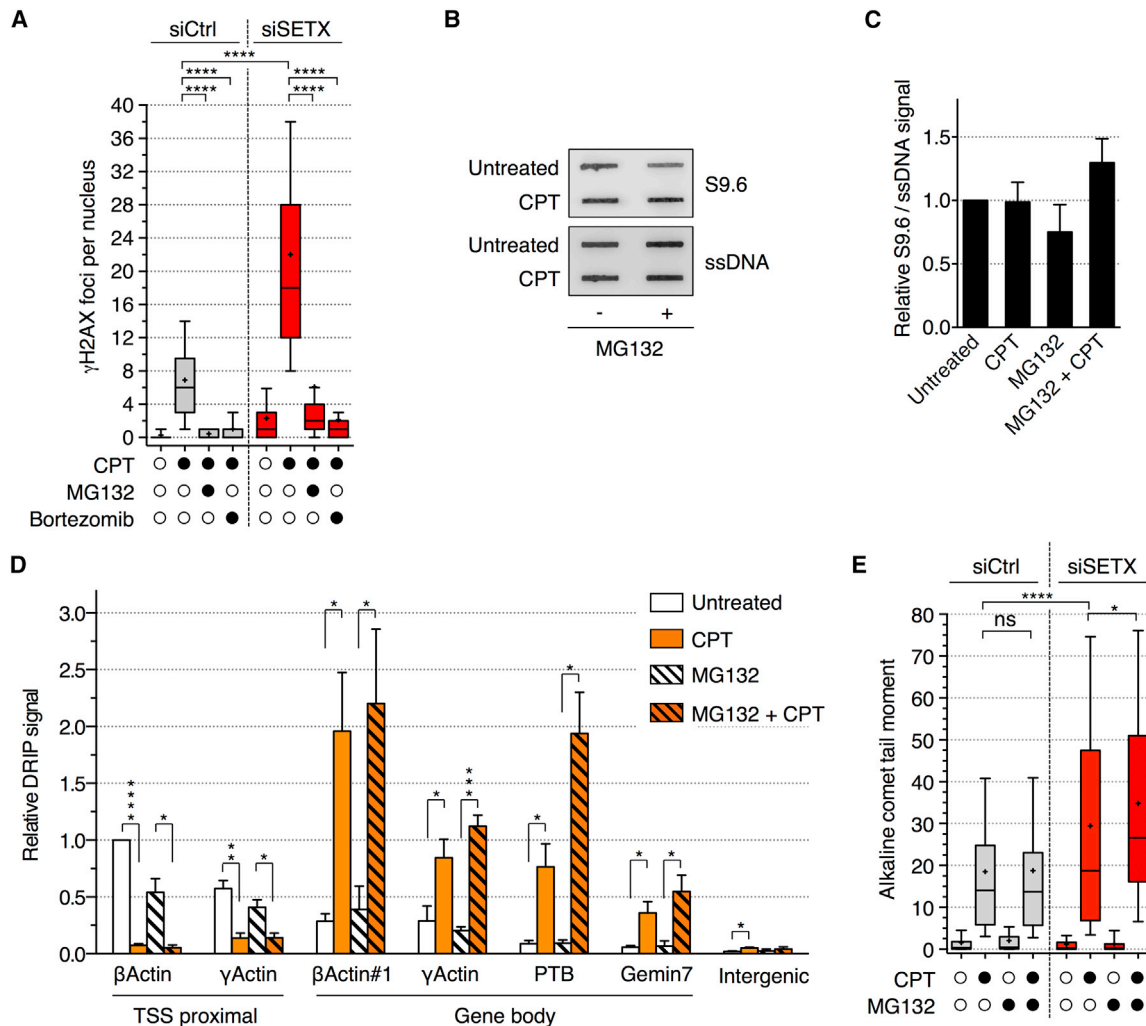 A
siCtrl siSETX
****
**** ****
**** ****
γH2AX foci per nucleus
40
36
32
28
24
20
16
12
8
4
0
CPT
MG132
Bortezomib
B
Untreated
CPT
S9.6
Untreated
CPT
ssDNA
- +
MG132
C
Relative S9.6 / ssDNA signal
1.5
1.0
0.5
0.0
Untreated
CPT
MG132
MG132 + CPT
D
Relative DRIP signal
3.0
2.5
2.0
1.5
1.0
0.5
0.0
**** * ** * * * * *** * * * * *
Untreated
CPT
MG132
MG132 + CPT
βActin γActin βActin#1 γActin PTB Gemin7 Intergenic
TSS proximal Gene body
E
siCtrl siSETX
**** *
ns
Alkaline comet tail moment
80
70
60
50
40
30
20
10
0
CPT
MG132